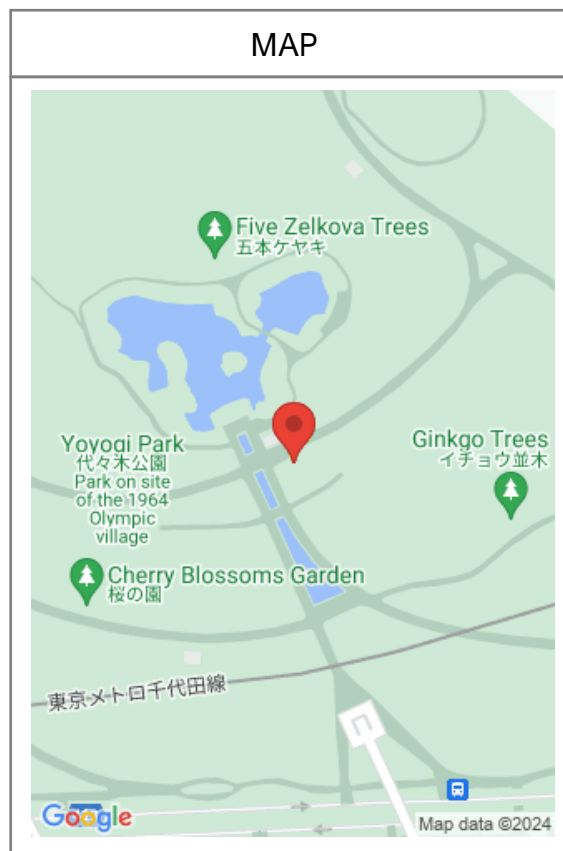 MAP
Five Zelkova Trees
五本ケヤキ
Ginkgo Trees
イチョウ並木
Yoyogi Park
代々木公園
Park on site
of the 1964
Olympic
village
Cherry Blossoms Garden
桜の園
東京メトロ千代田線
Google
Map data ©2024